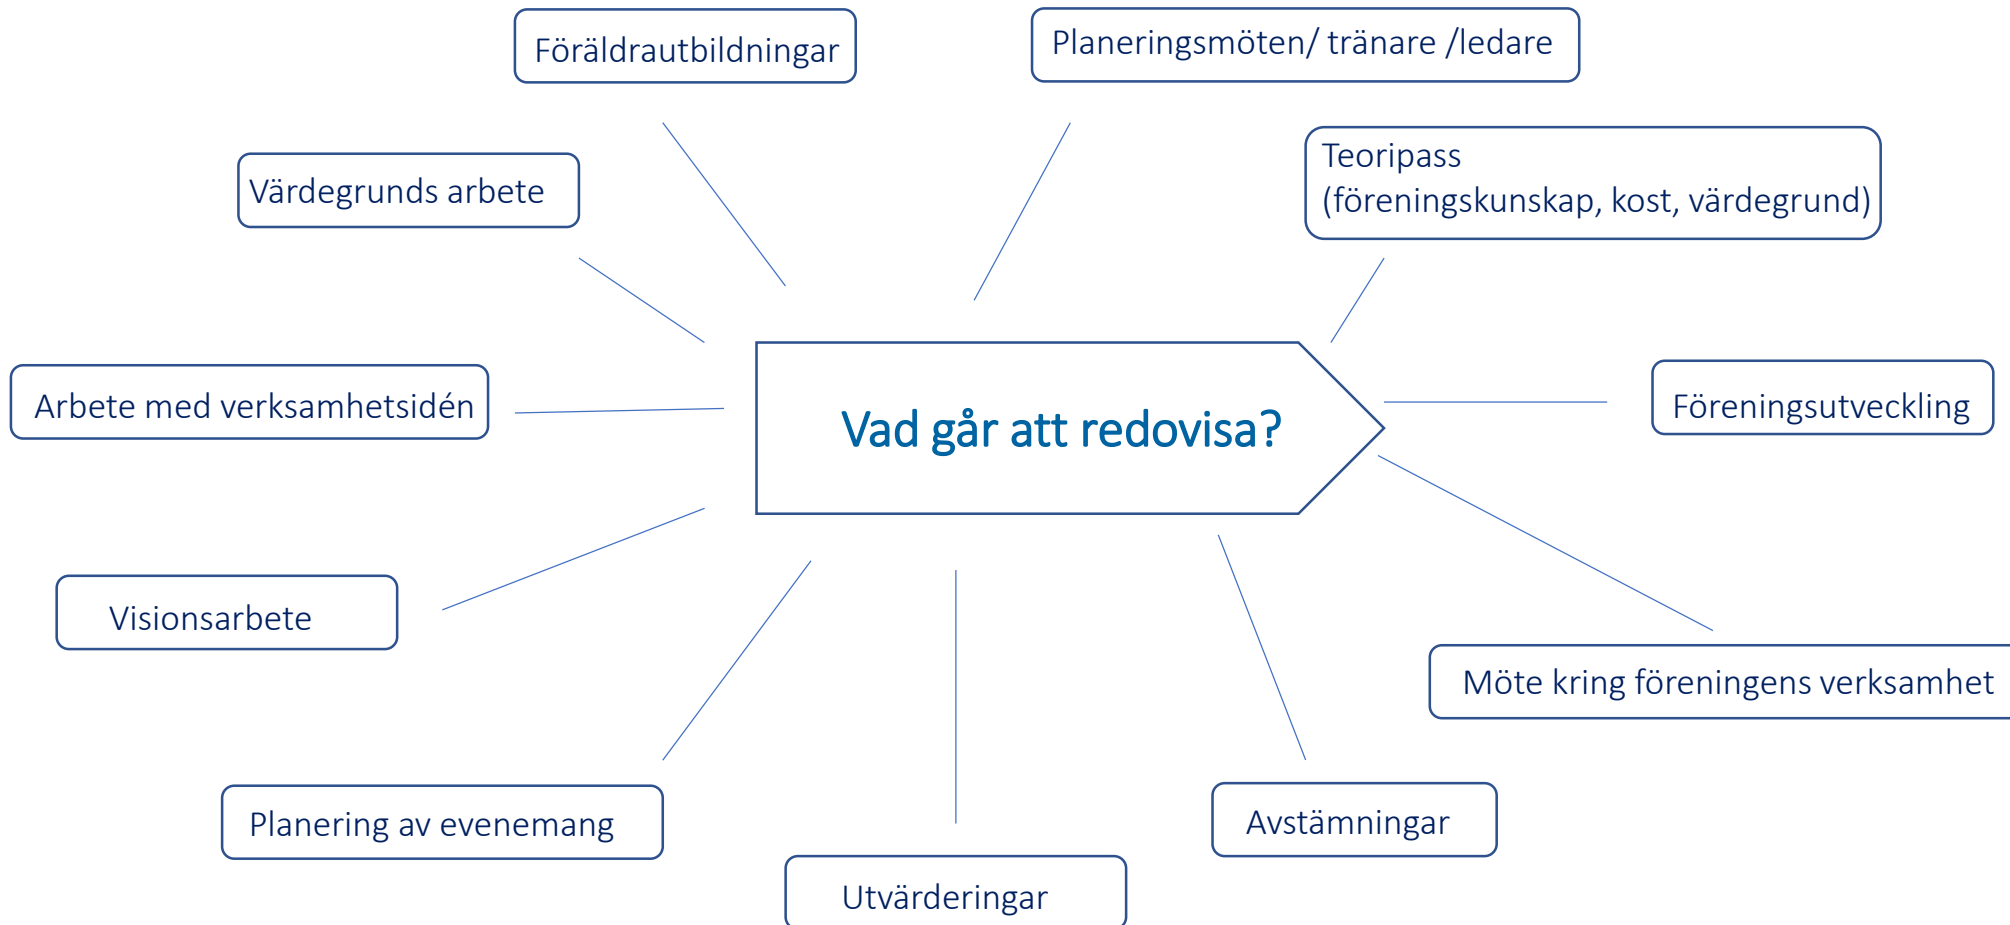 Föräldrautbildningar
Planeringsmöten/ tränare /ledare
Teoripass
(föreningskunskap, kost, värdegrund)
Värdegrunds arbete
Arbete med verksamhetsidén
Vad går att redovisa?
Föreningsutveckling
Visionsarbete
Möte kring föreningens verksamhet
Planering av evenemang
Avstämningar
Utvärderingar